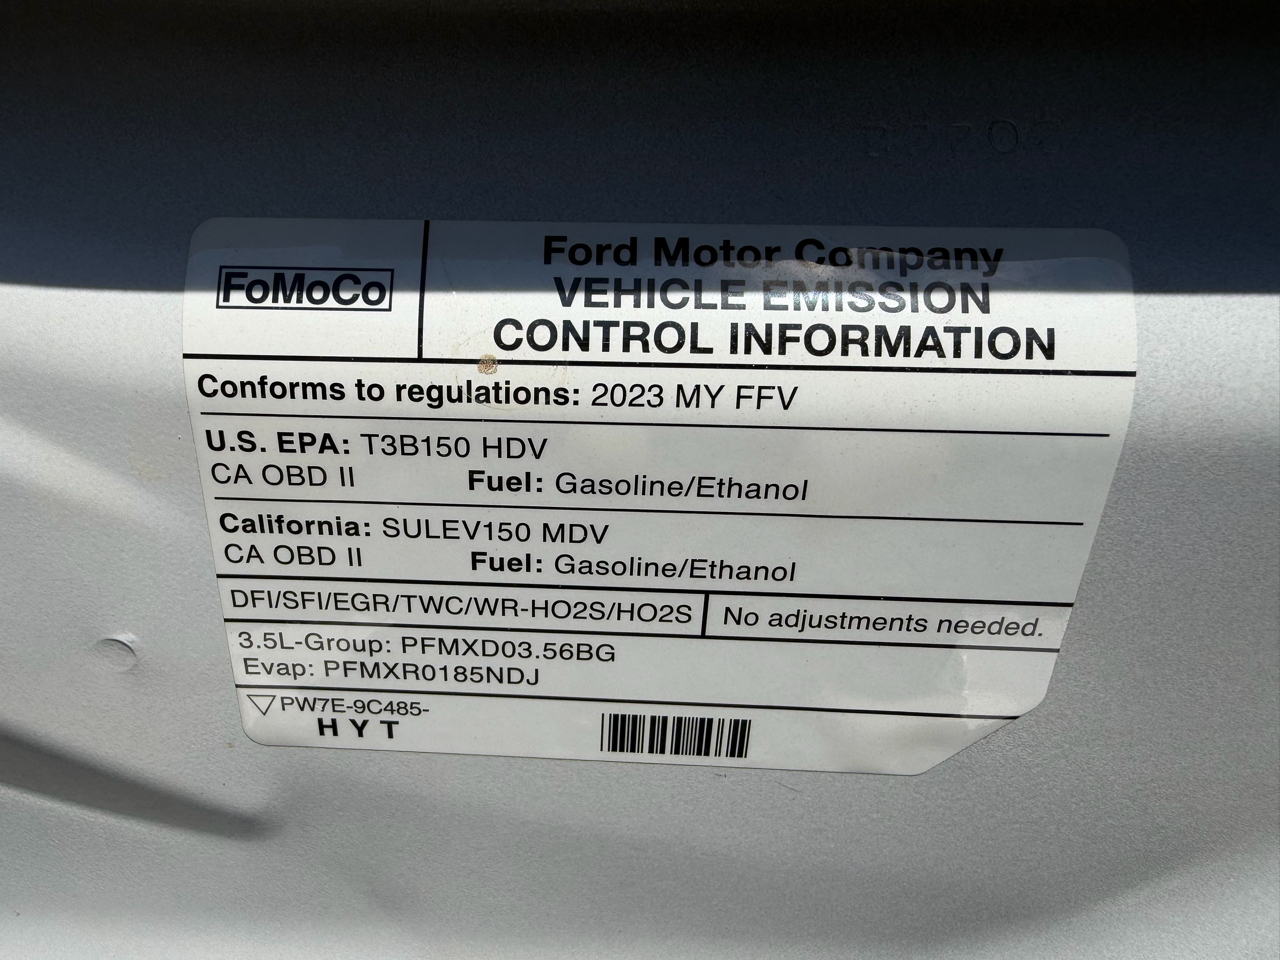 FoMoCo
Ford Motor Company
VEHICLE EMISSION
CONTROL INFORMATION
Conforms to regulations: 2023 MY FFV
U.S. EPA: T3B150 HDV
CA OBD II Fuel: Gasoline/Ethanol
California: SULEV150 MDV
CA OBD II Fuel: Gasoline/Ethanol
DFI/SFI/EGR/TWC/WR-HO2S/HO2S No adjustments needed.
3.5L-Group: PFMXD03.56BG
Evap: PFMXR0185NDJ
PW7E-9C485-
HYT